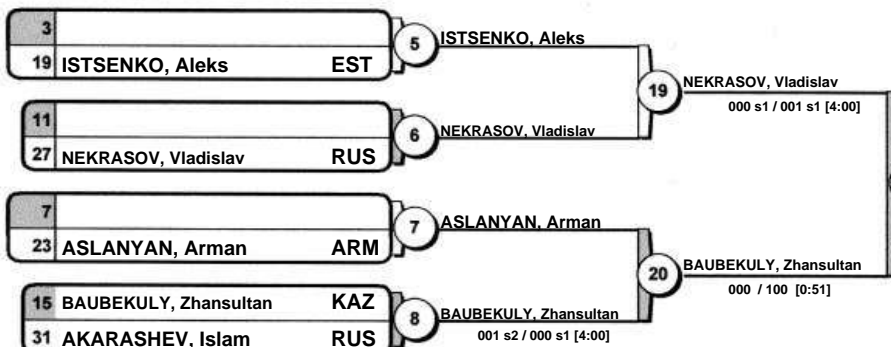 3
19 ISTSENKO, Aleks EST
5
ISTSENKO, Aleks
11
27 NEKRASOV, Vladislav RUS
6
NEKRASOV, Vladislav
19
NEKRASOV, Vladislav
000 s1 / 001 s1 [4:00]
7
23 ASLANYAN, Arman ARM
7
ASLANYAN, Arman
15 BAUBEKULY, Zhansultan KAZ
31 AKARASHEV, Islam RUS
8
BAUBEKULY, Zhansultan
001 s2 / 000 s1 [4:00]
20
BAUBEKULY, Zhansultan
000 / 100 [0:51]